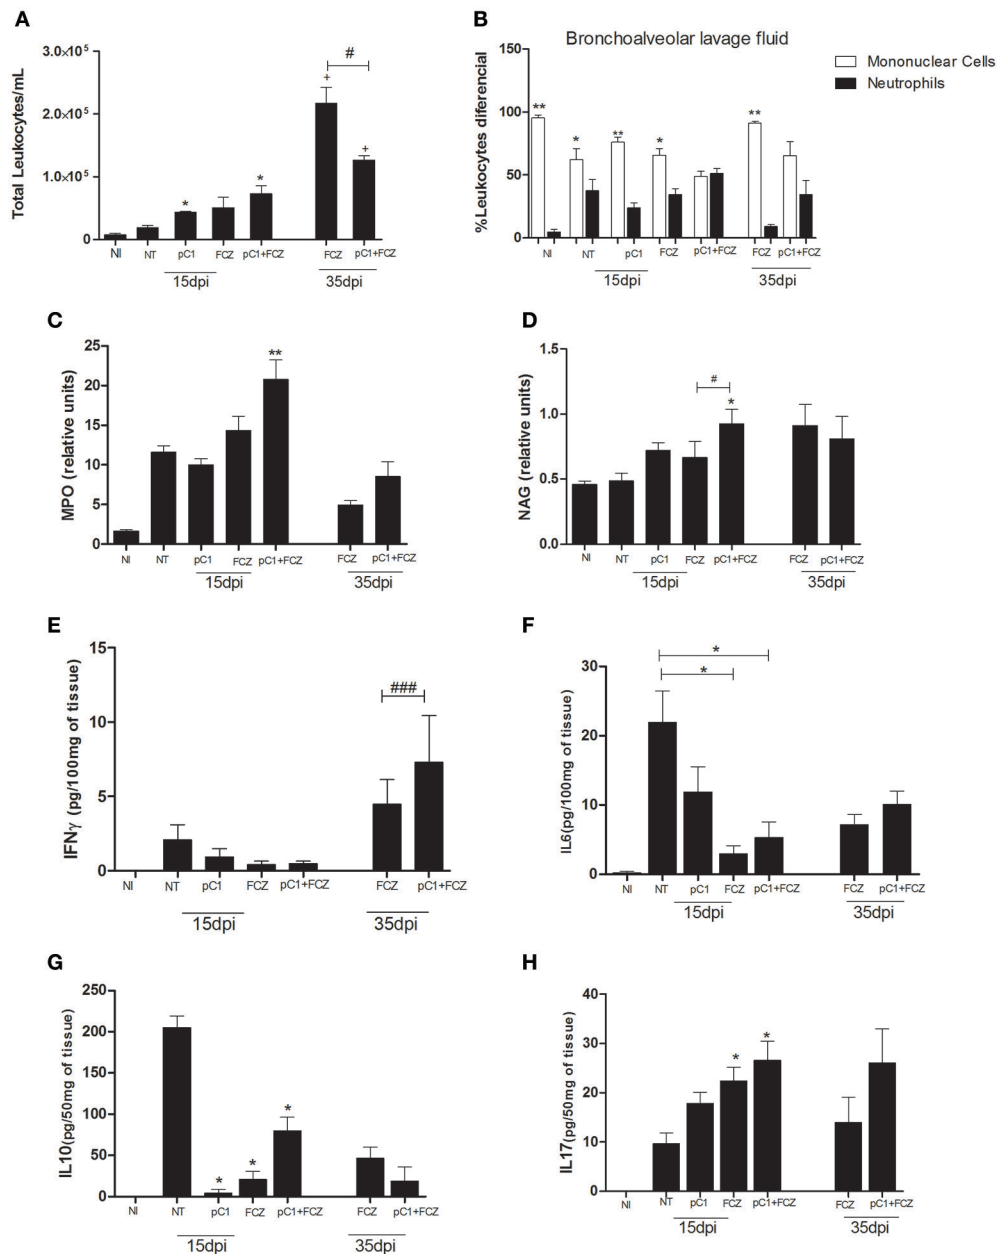 A
Total Leukocytes/mL
3.0×10⁵
2.0×10⁵
1.0×10⁵
0
+
#
+
*
*
NI
NT
pC1
FCZ
pC1+FCZ
FCZ
pC1+FCZ
15dpi
35dpi
B
Bronchoalveolar lavage fluid
Mononuclear Cells
Neutrophils
%Leukocytes diferencial
150
100
50
0
**
*
**
*
**
NI
NT
pC1
FCZ
pC1+FCZ
FCZ
pC1+FCZ
15dpi
35dpi
C
MPO (relative units)
25
20
15
10
5
0
**
NI
NT
pC1
FCZ
pC1+FCZ
FCZ
pC1+FCZ
15dpi
35dpi
D
NAG (relative units)
1.5
1.0
0.5
0.0
#
*
NI
NT
pC1
FCZ
pC1+FCZ
FCZ
pC1+FCZ
15dpi
35dpi
E
IFNγ (pg/100mg of tissue)
15
10
5
0
###
NI
NT
pC1
FCZ
pC1+FCZ
FCZ
pC1+FCZ
15dpi
35dpi
F
IL6(pg/100mg of tissue)
30
20
10
0
*
*
NI
NT
pC1
FCZ
pC1+FCZ
FCZ
pC1+FCZ
15dpi
35dpi
G
IL10(pg/50mg of tissue)
250
200
150
100
50
0
*
*
*
NI
NT
pC1
FCZ
pC1+FCZ
FCZ
pC1+FCZ
15dpi
35dpi
H
IL17(pg/50mg of tissue)
40
30
20
10
0
*
*
NI
NT
pC1
FCZ
pC1+FCZ
FCZ
pC1+FCZ
15dpi
35dpi